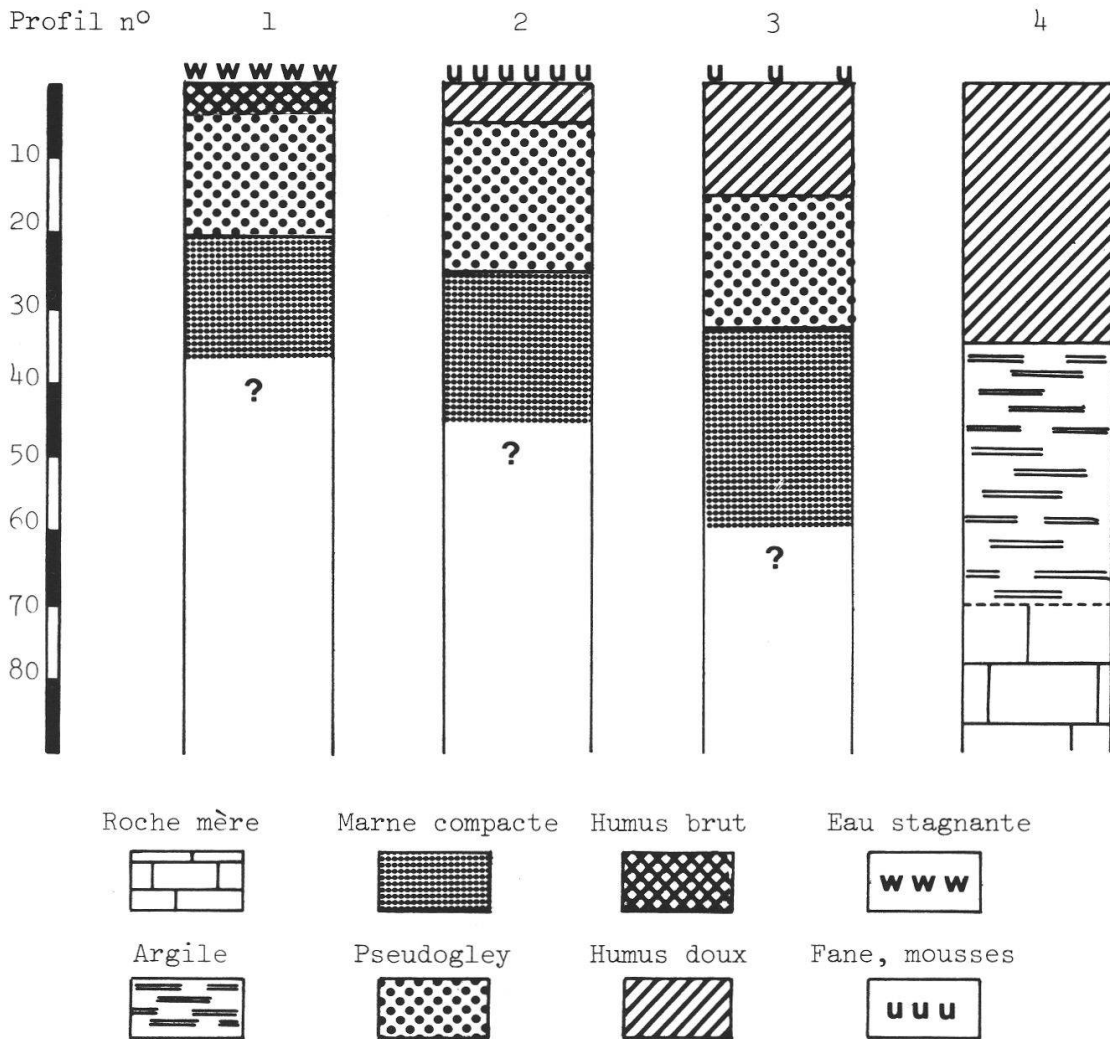 Profil nº 1 2 3 4
w w w w w u u u u u u u u u
10
20
30
40
50
60
70
80
?
?
?
Roche mère Marne compacte Humus brut Eau stagnante
w w w
Argile Pseudogley Humus doux Fane, mousses
u u u